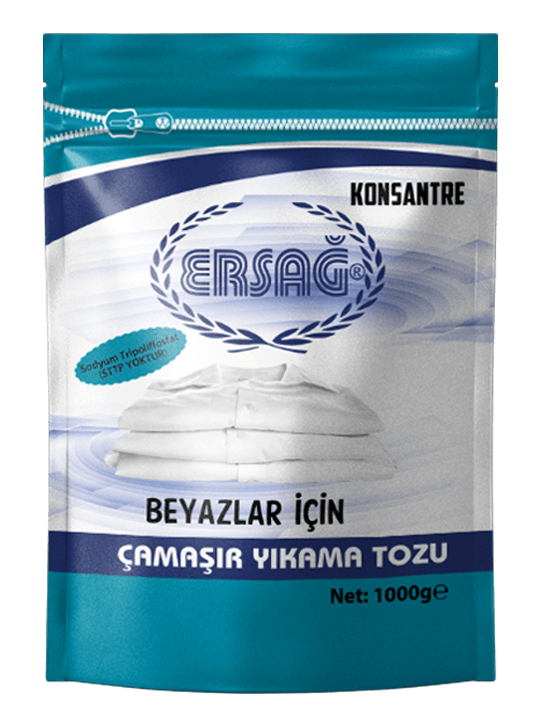 KONSANTRE
ERSAĞ®
Sodyum Tripolifosfat
(STTP YOKTUR)
BEYAZLAR İÇİN
ÇAMAŞIR YIKAMA TOZU
Net: 1000g℮